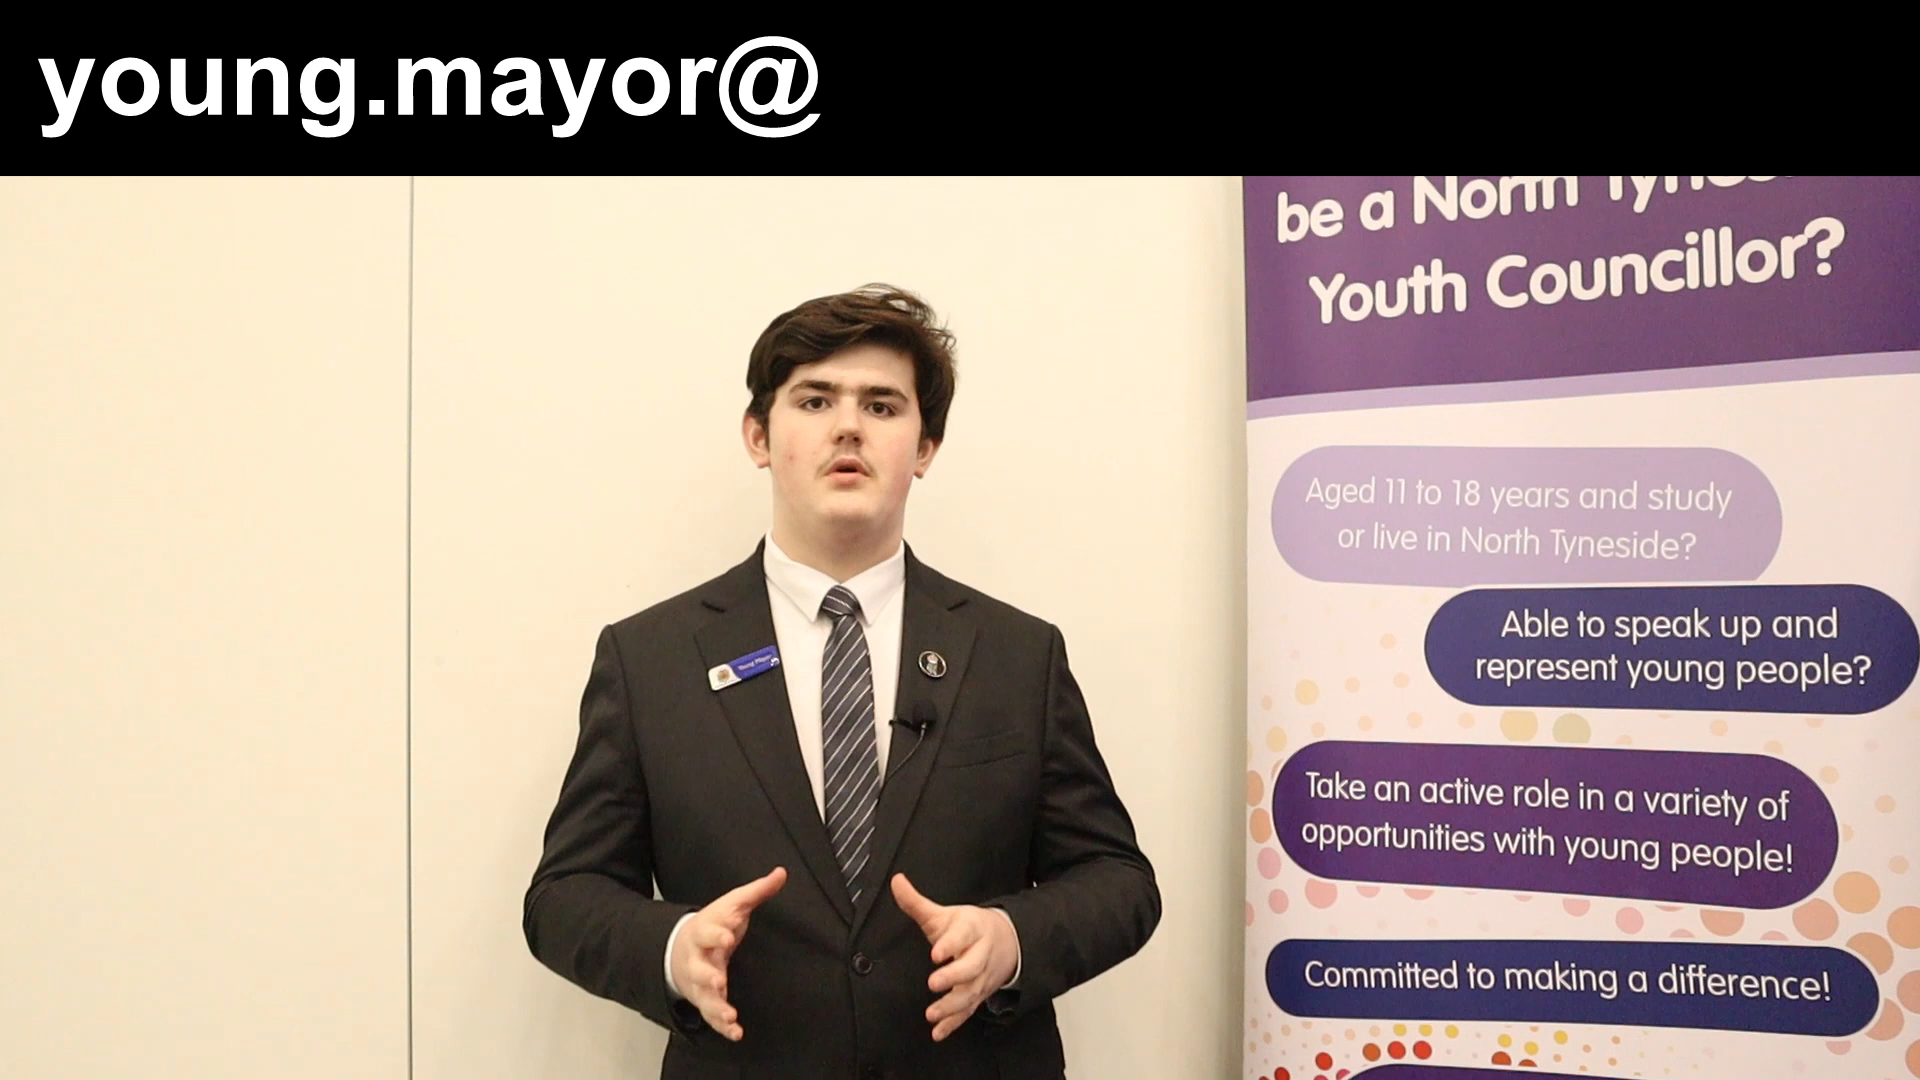 young.mayor@
be a North
Youth Councillor?
Aged 11 to 18 years and study
or live in North Tyneside?
Able to speak up and
represent young people?
Take an active role in a variety of
opportunities with young people!
Committed to making a difference!
Young Mayor